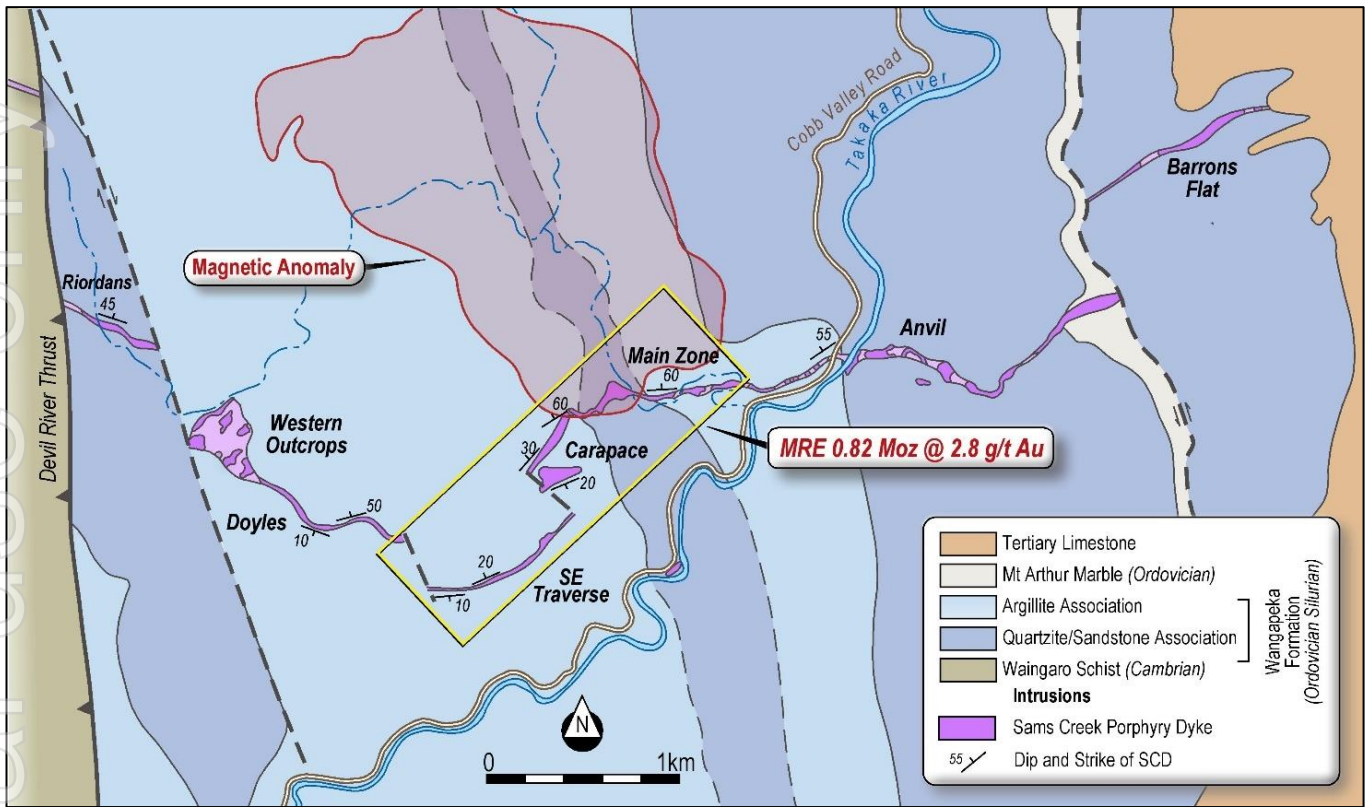 Cobb Valley Road
Takaka River
Barrons
Flat
Magnetic Anomaly
Riordans
45
Devil River Thrust
Main Zone
60
55
Anvil
Western
Outcrops
60
30
Carapace
20
MRE 0.82 Moz @ 2.8 g/t Au
Doyles
10
50
20
10
SE
Traverse
N
0
1km
Tertiary Limestone
Mt Arthur Marble (Ordovician)
Argillite Association
Quartzite/Sandstone Association
Waingaro Schist (Cambrian)
Wangapeka
Formation
(Ordovician Silurian)
Intrusions
Sams Creek Porphyry Dyke
55 Dip and Strike of SCD